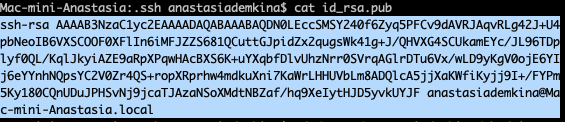 Mac-mini-Anastasia:.ssh anastasiademkina$ cat id_rsa.pub
ssh-rsa AAAAB3NzaC1yc2EAAAADAQABAAABAQDN0LEccSMSY240f6Zyq5PFCv9dAVRJAqvRLg42J+U4
pbNeoIB6VXSCOOF0XFlIn6iMFJZZS681QCuttGJpidZx2qugsWk41g+J/QHVXG4SCUkamEYc/JL96TDp
lyf0QL/KqlJkyiAZE9aRpXPqwHAcBXS6K+uYXqbfDlvUhzNrr0SVrqAGlrDTu6Vx/wLD9yKgV0ojE6YI
j6eYYnhNQpsYC2V0Zr4QS+ropXRprhw4mdkuXni7KaWrLHHUVbLm8ADQlcA5jjXaKWfiKyjj9I+/FYPm
5Ky180CQnUDuJPHSvNj9jcaTJAzaNSoXMdtNBZaf/hq9XeIytHJD5yvkUYJF anastasiademkina@Ma
c-mini-Anastasia.local